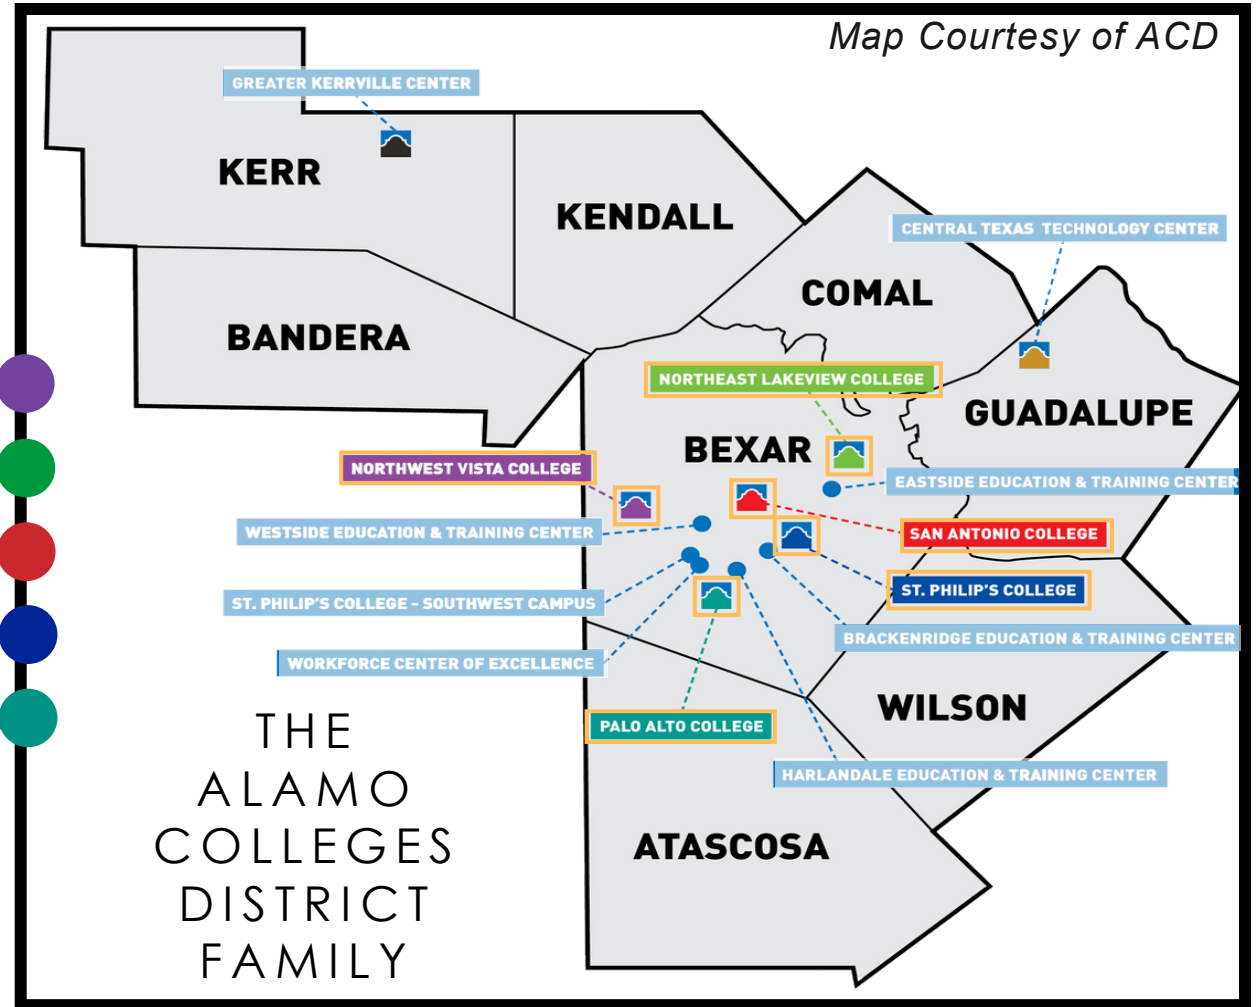 Map Courtesy of ACD
GREATER KERRVILLE CENTER
KERR
KENDALL
CENTRAL TEXAS TECHNOLOGY CENTER
COMAL
BANDERA
NORTHEAST LAKEVIEW COLLEGE
GUADALUPE
BEXAR
NORTHWEST VISTA COLLEGE
EASTSIDE EDUCATION & TRAINING CENTER
WESTSIDE EDUCATION & TRAINING CENTER
SAN ANTONIO COLLEGE
ST. PHILIP'S COLLEGE
ST. PHILIP'S COLLEGE - SOUTHWEST CAMPUS
BRACKENRIDGE EDUCATION & TRAINING CENTER
WORKFORCE CENTER OF EXCELLENCE
WILSON
PALO ALTO COLLEGE
HARLANDALE EDUCATION & TRAINING CENTER
ATASCOSA
THE
ALAMO
COLLEGES
DISTRICT
FAMILY